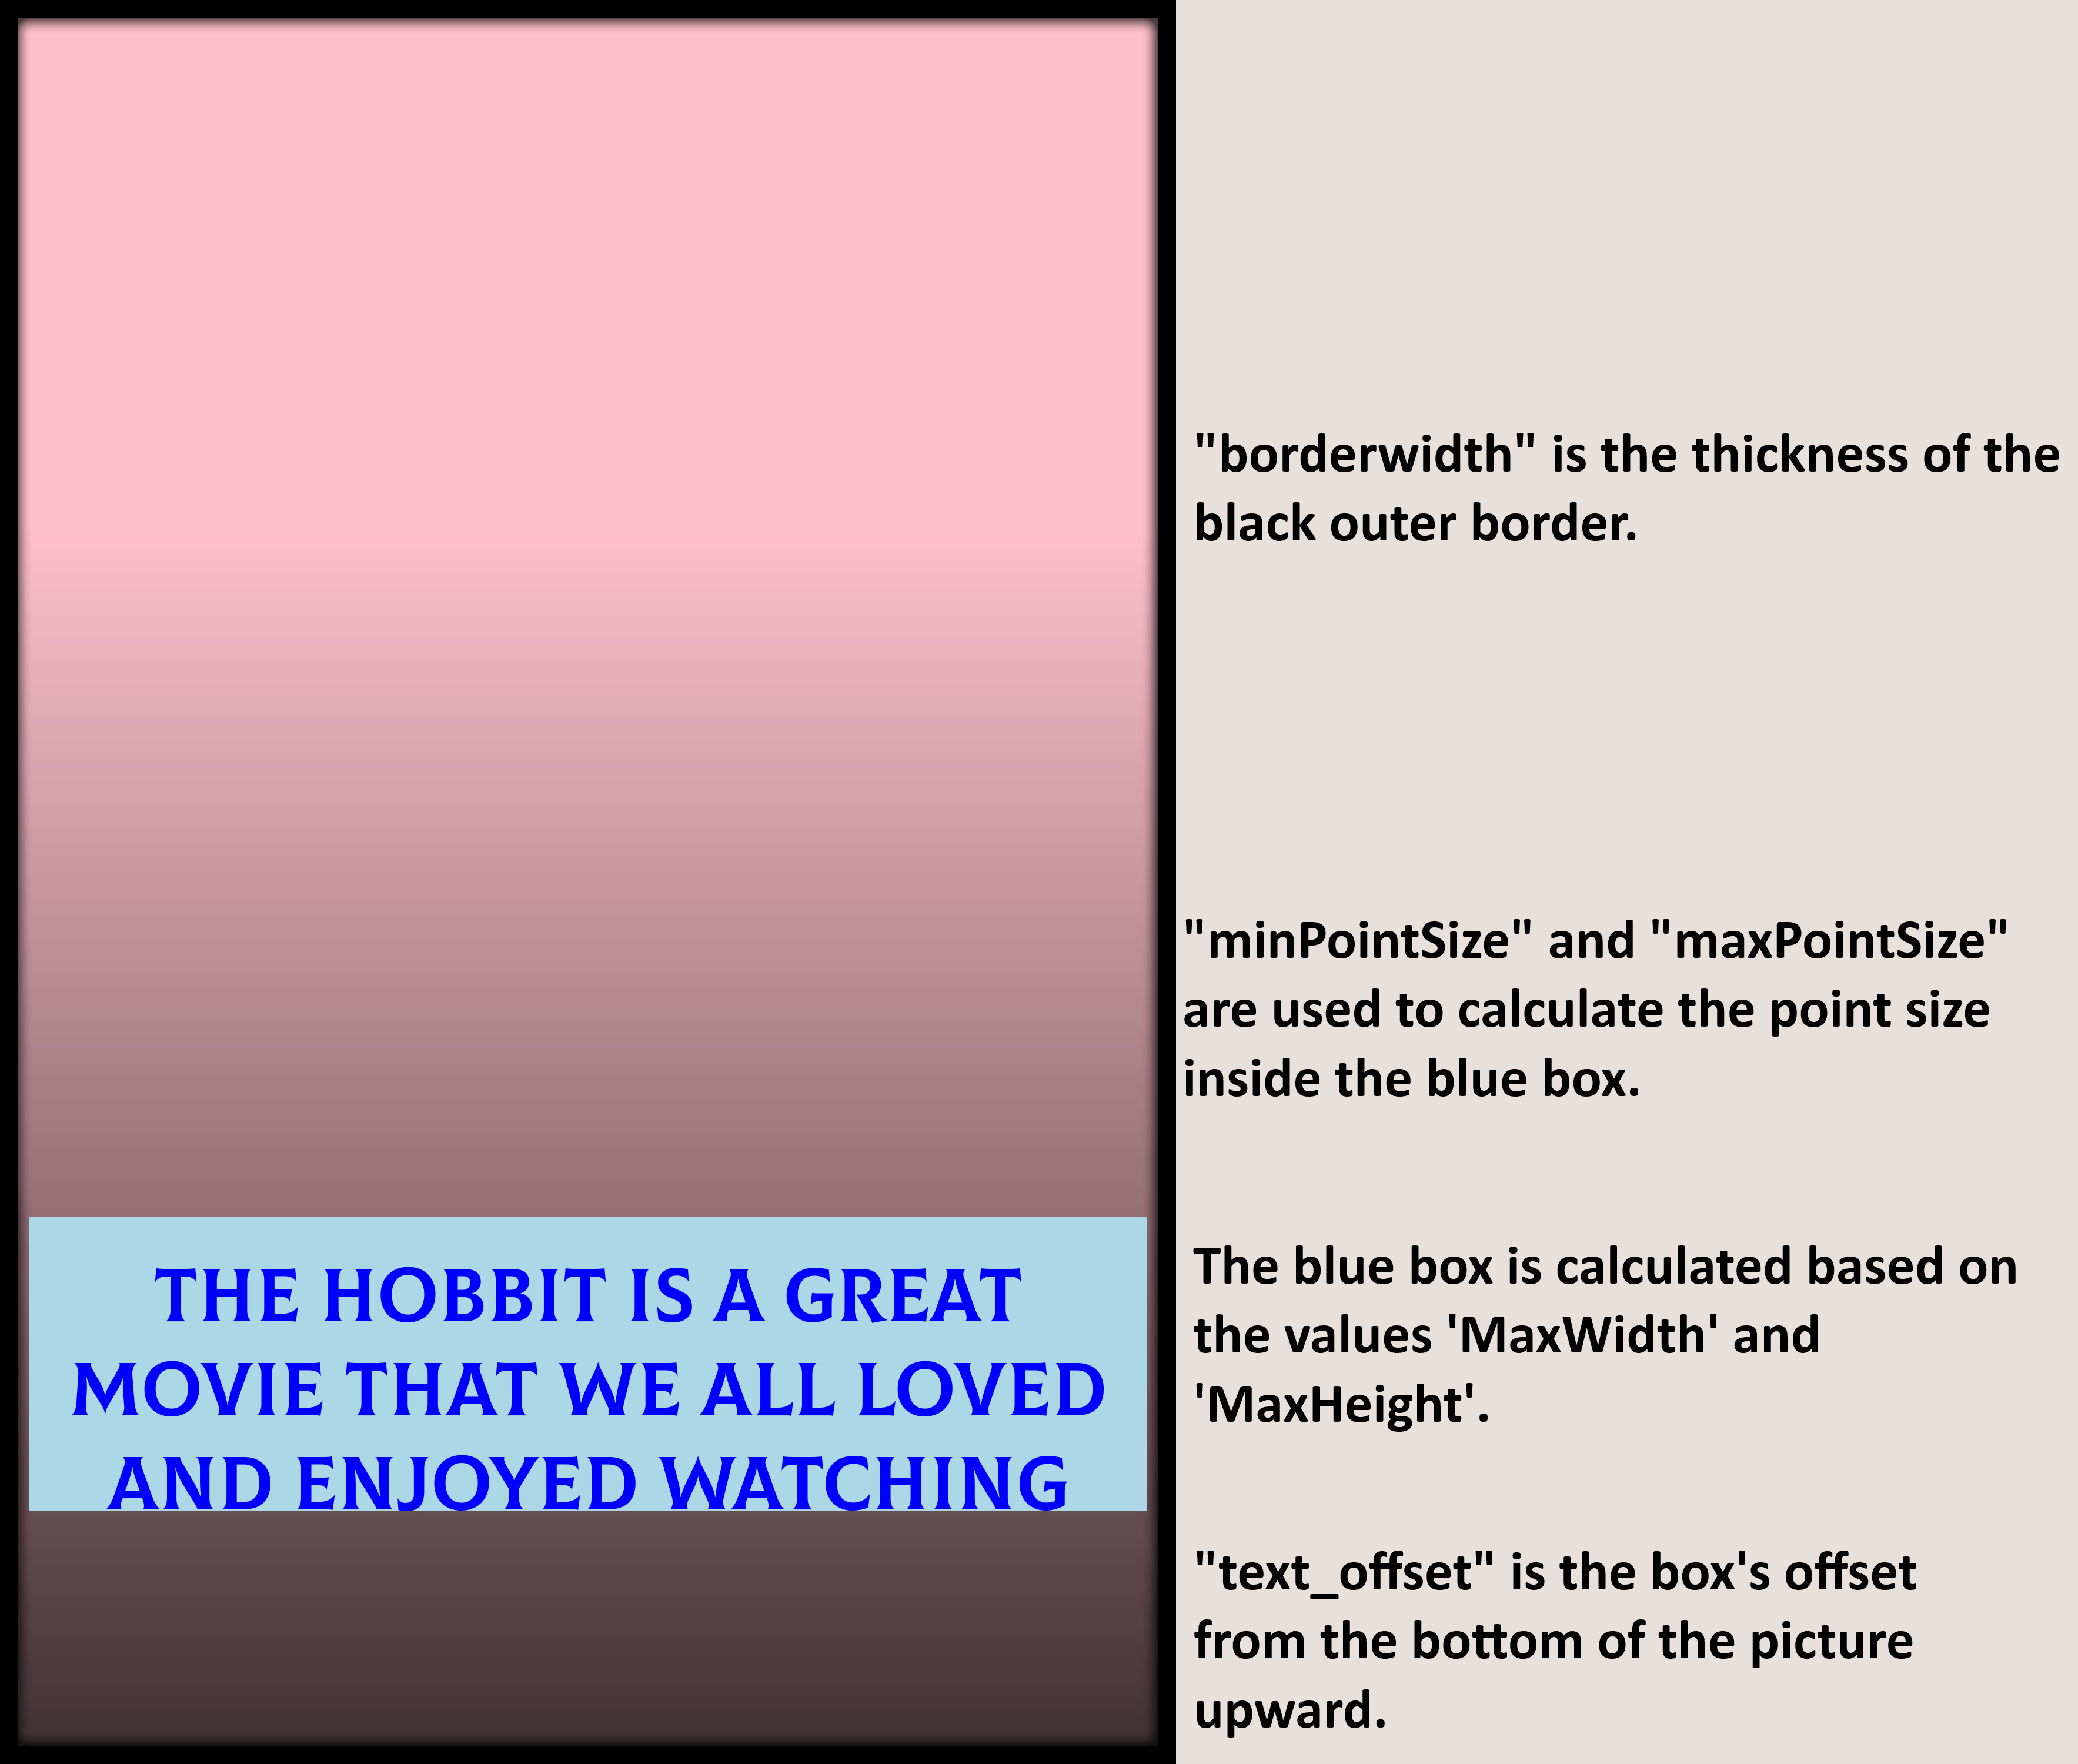 "borderwidth" is the thickness of the
black outer border.
"minPointSize" and "maxPointSize"
are used to calculate the point size
inside the blue box.
THE HOBBIT IS A GREAT
MOVIE THAT WE ALL LOVED
AND ENJOYED WATCHING
The blue box is calculated based on
the values 'MaxWidth' and
'MaxHeight'.
"text_offset" is the box's offset
from the bottom of the picture
upward.